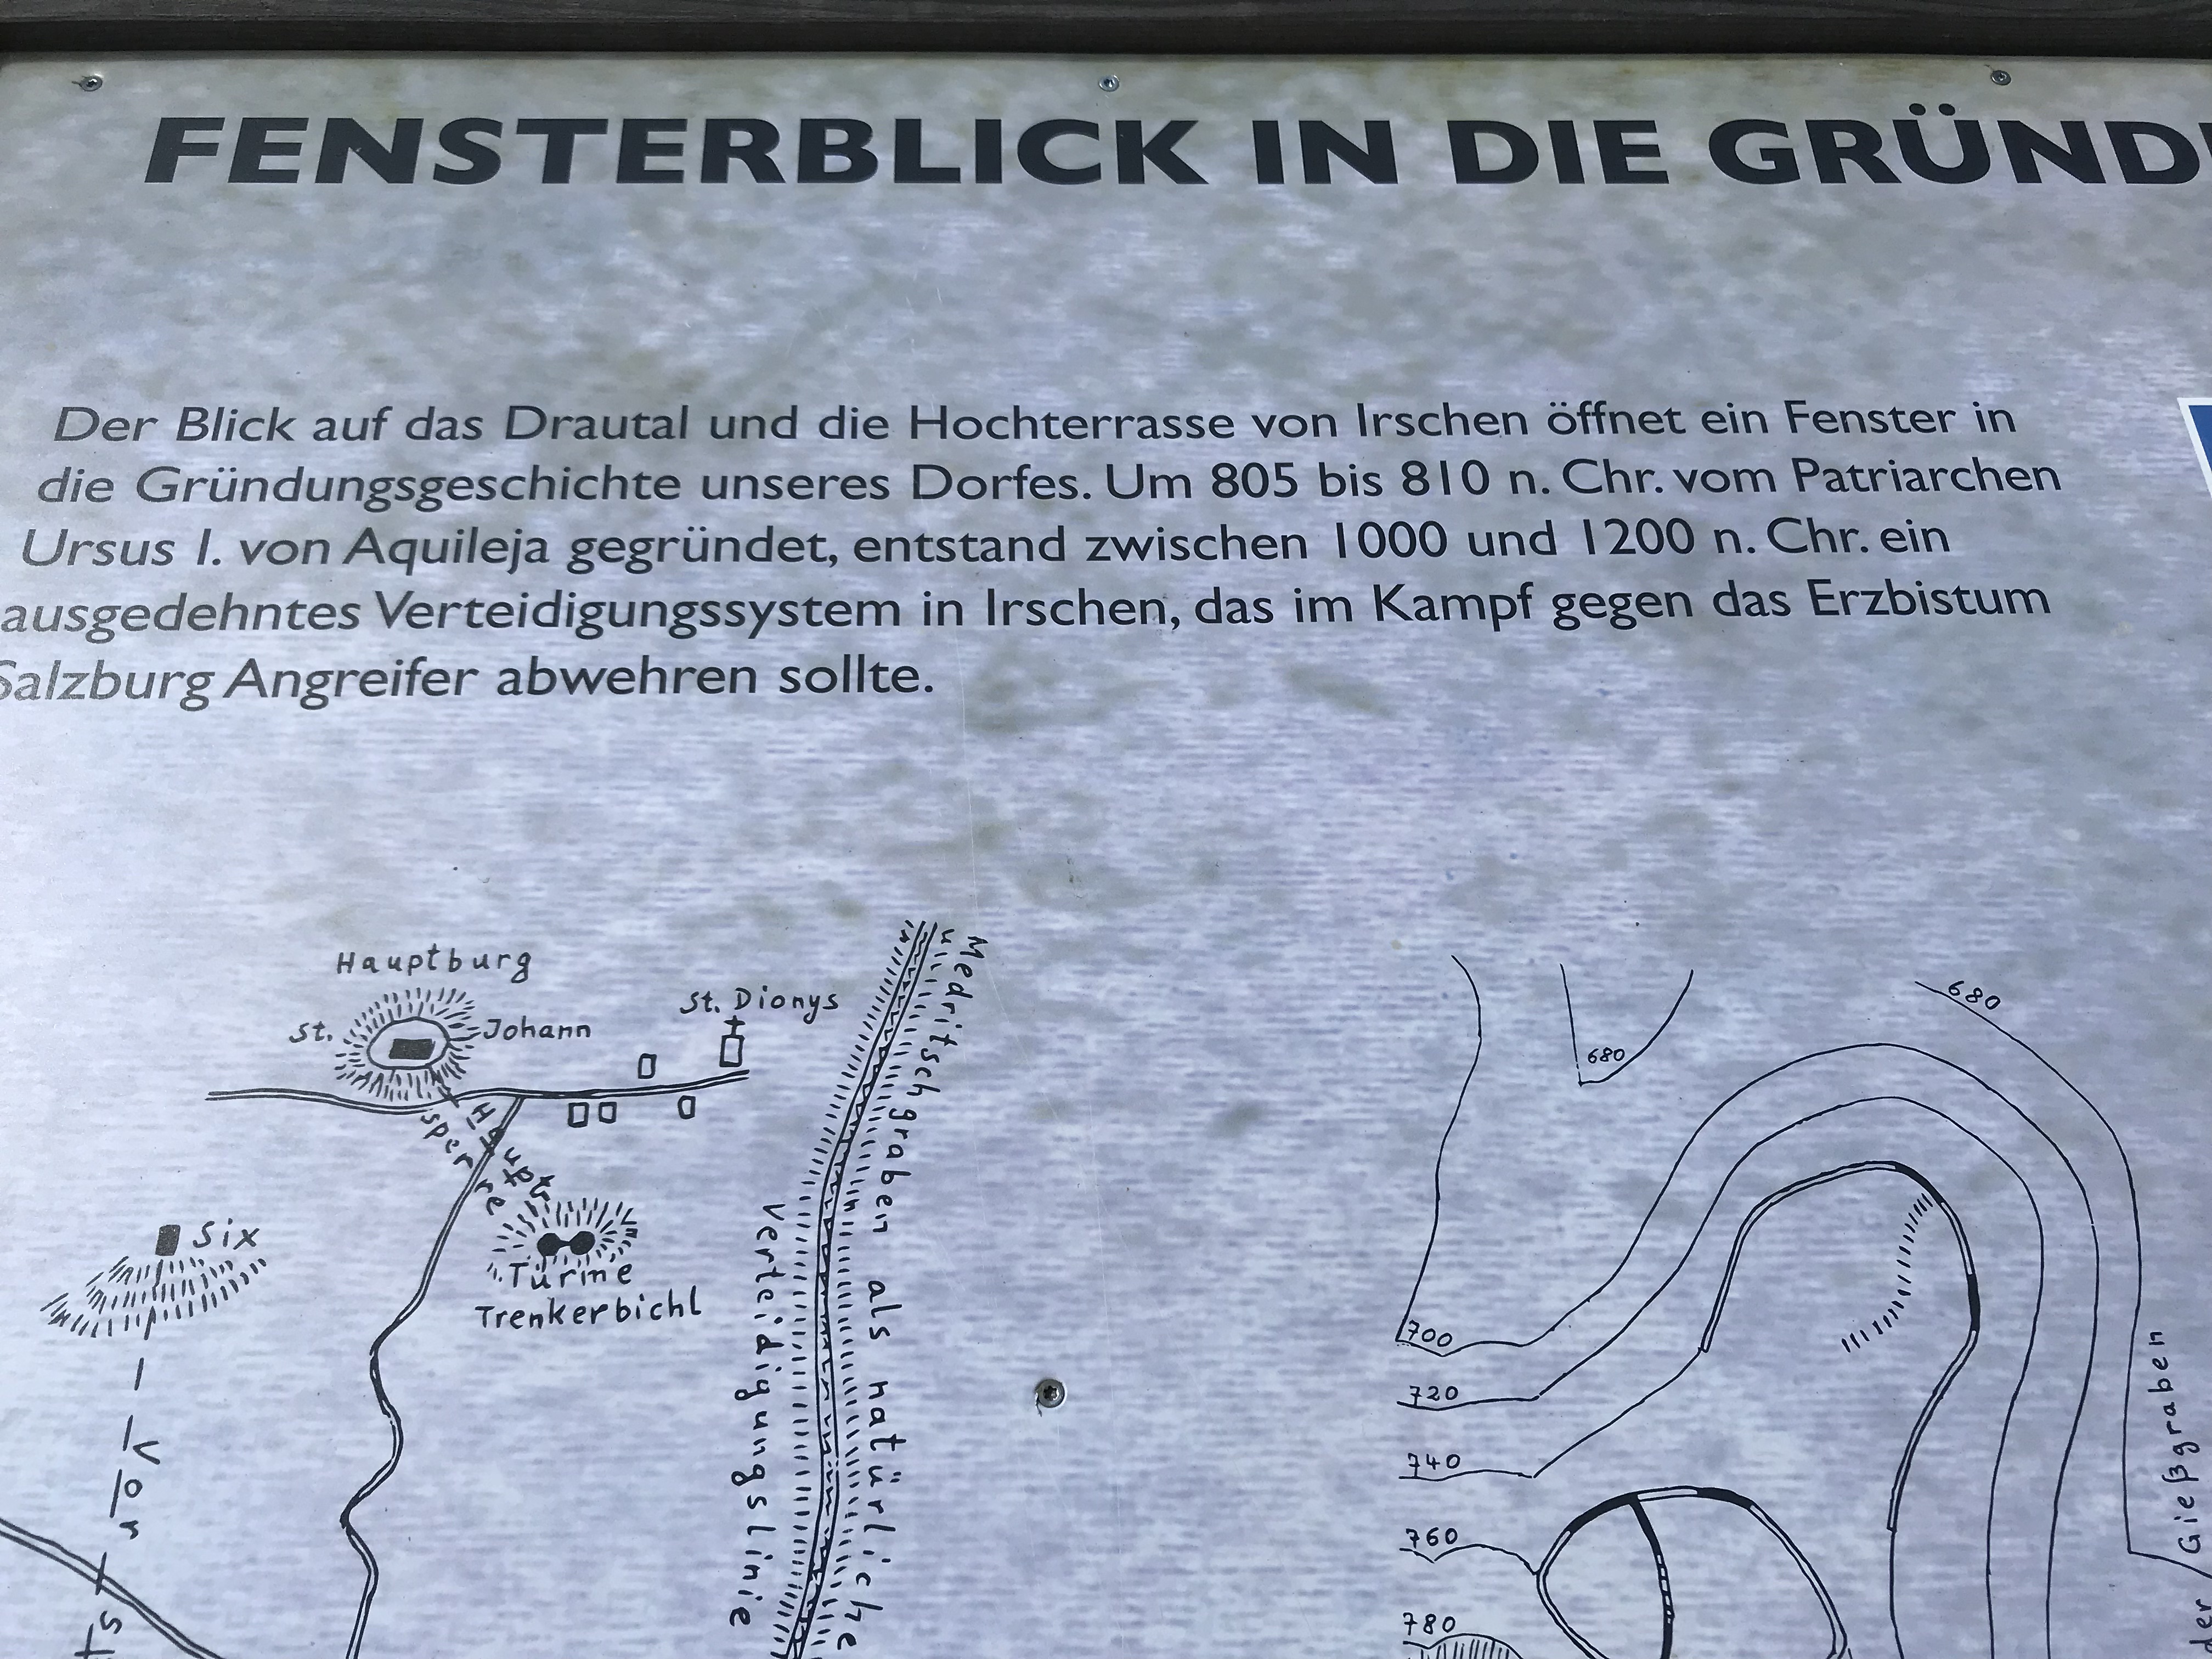 FENSTERBLICK IN DIE GRÜND
Der Blick auf das Drautal und die Hochterrasse von Irschen öffnet ein Fenster in
die Gründungsgeschichte unseres Dorfes. Um 805 bis 810 n. Chr. vom Patriarchen
Ursus I. von Aquileja gegründet, entstand zwischen 1000 und 1200 n. Chr. ein
ausgedehntes Verteidigungssystem in Irschen, das im Kampf gegen das Erzbistum
Salzburg Angreifer abwehren sollte.
Hauptburg
St. Johann
St. Dionys
Haupt
sperre
Six
Türme
Trenkerbichl
Vor
s
Medritschgraben als natürliche
Verteidigungslinie
680
680
700
720
740
760
780
Gießgraben
der